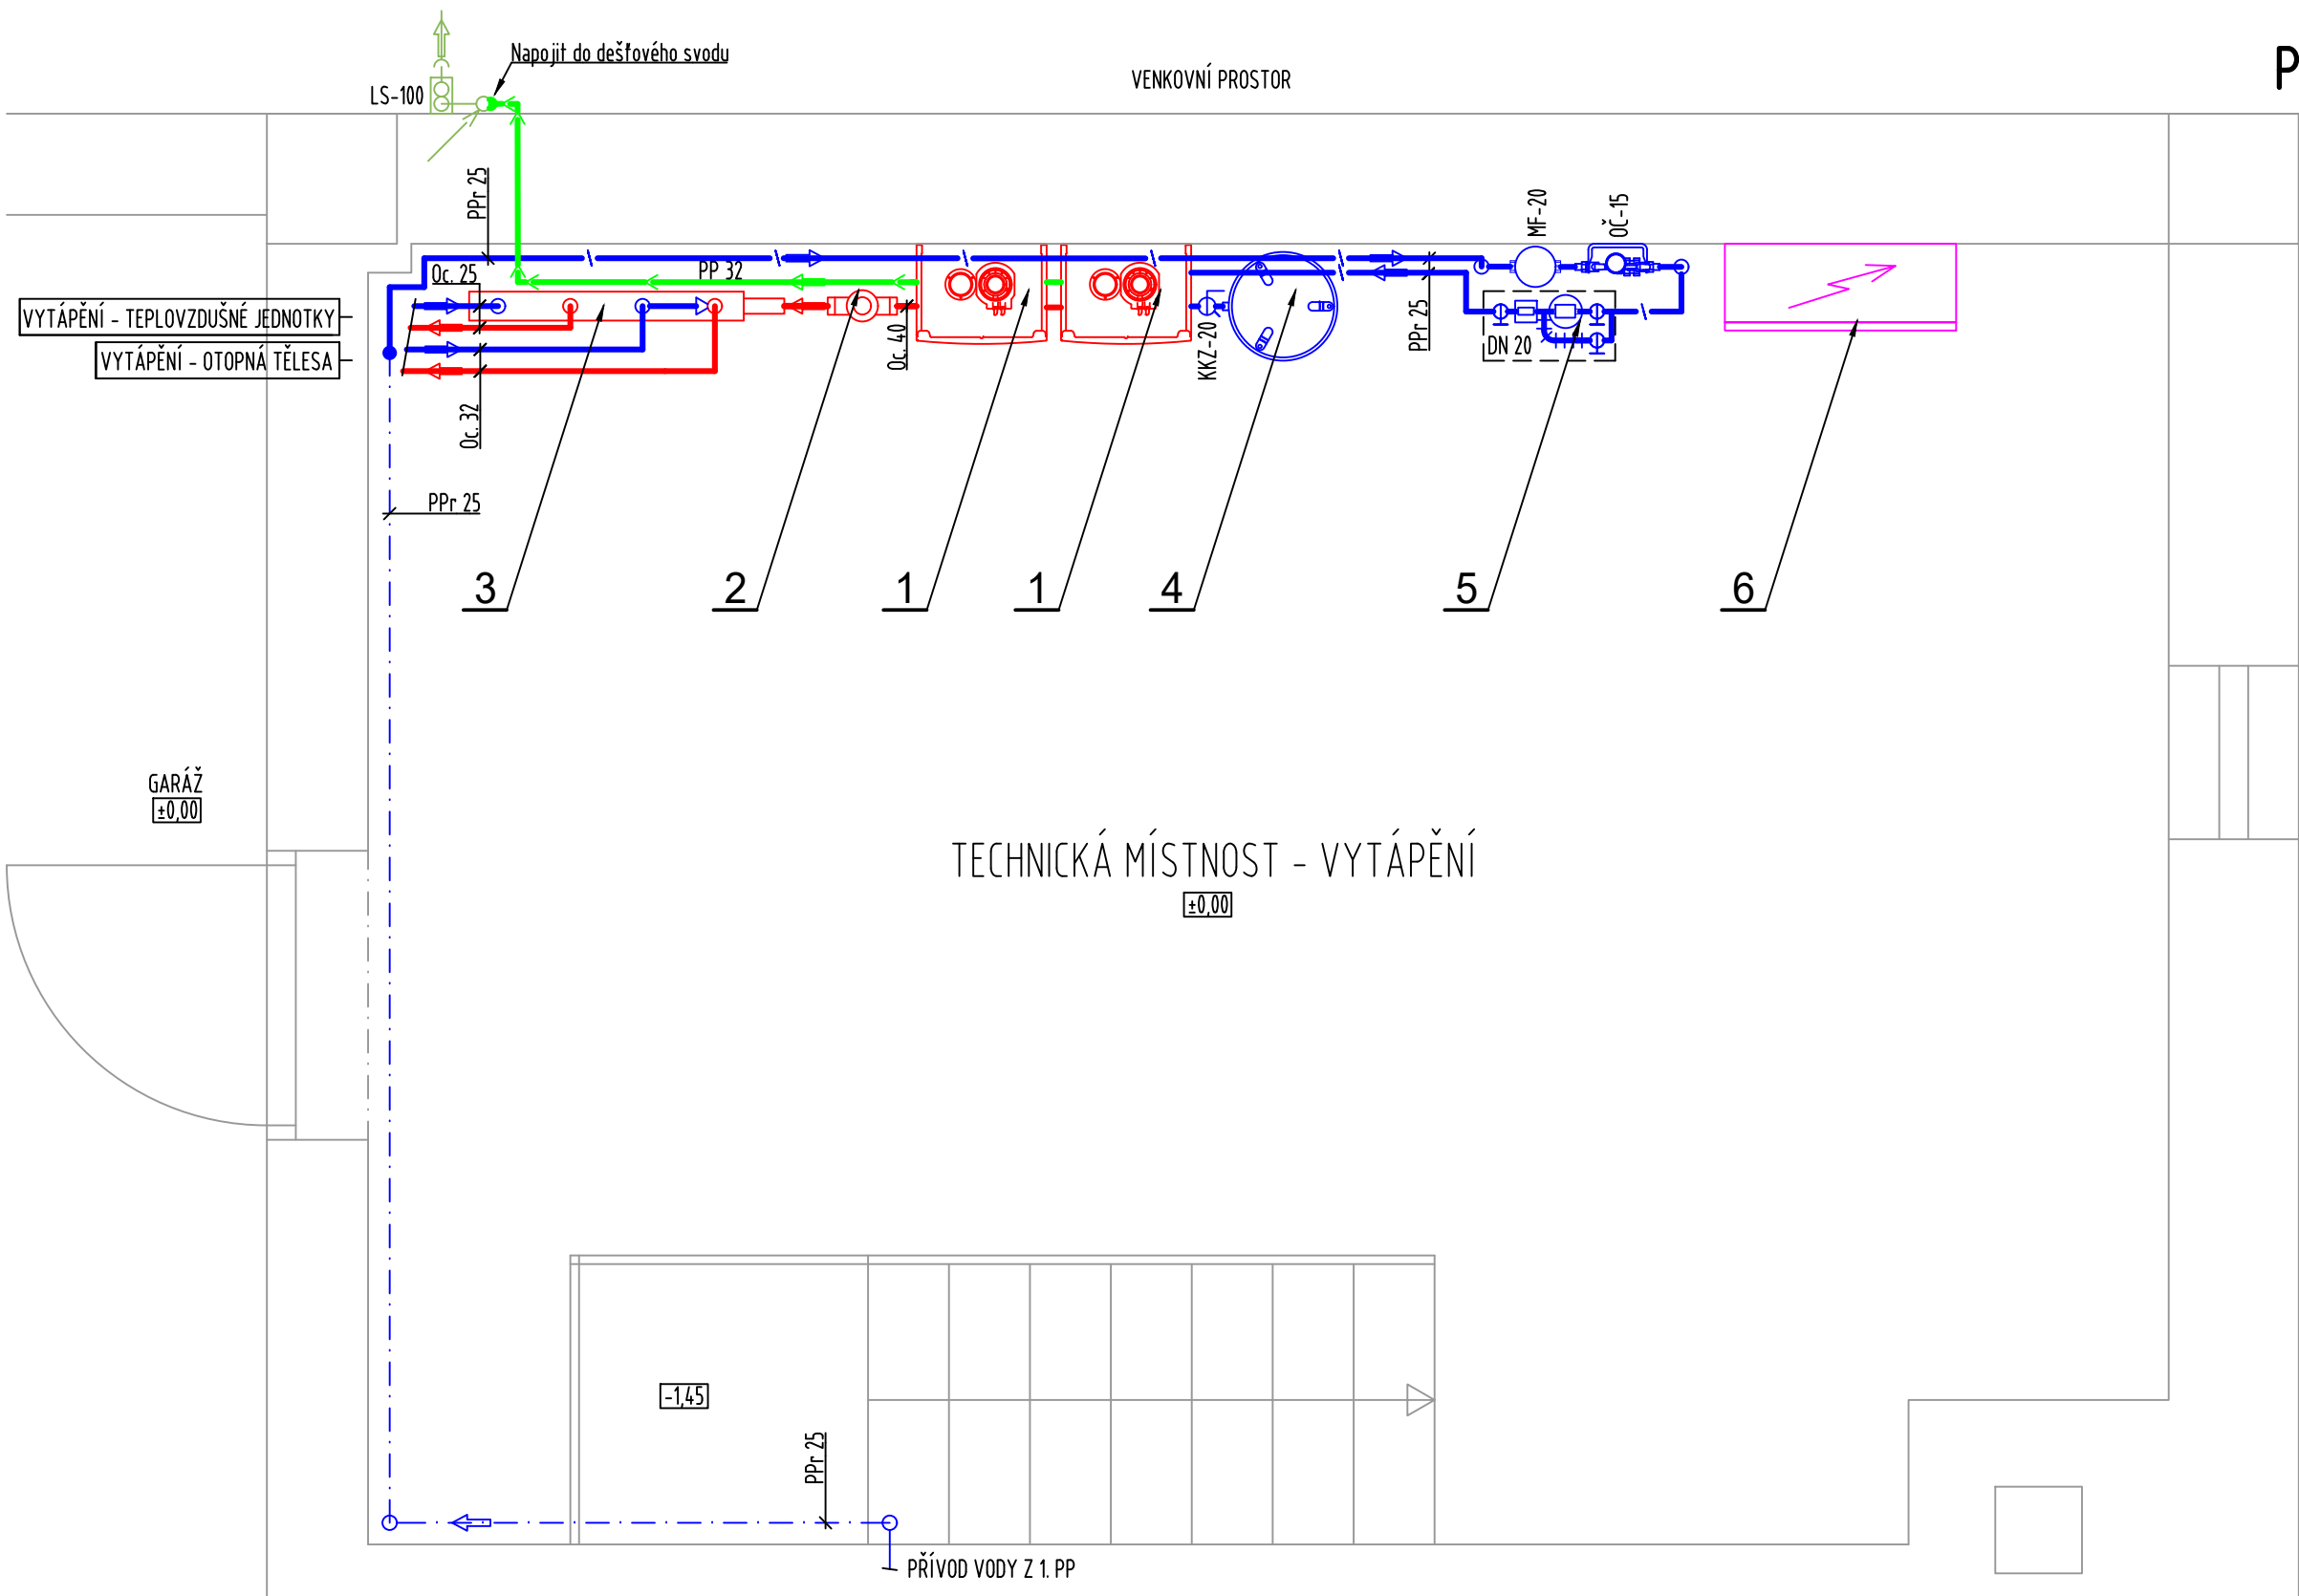 Napojit do dešťového svodu
VENKOVNÍ PROSTOR
P
LS-100
PPr 25
MF-20
OČ-15
Oc. 25
PP 32
VYTÁPĚNÍ - TEPLOVZDUŠNÉ JEDNOTKY
VYTÁPĚNÍ - OTOPNÁ TĚLESA
Oc. 40
KKZ-20
PPr 25
DN 20
Oc. 32
PPr 25
3
2
1
1
4
5
6
GARÁŽ
±0,00
TECHNICKÁ MÍSTNOST - VYTÁPĚNÍ
±0,00
-1,45
PPr 25
PŘÍVOD VODY Z 1. PP